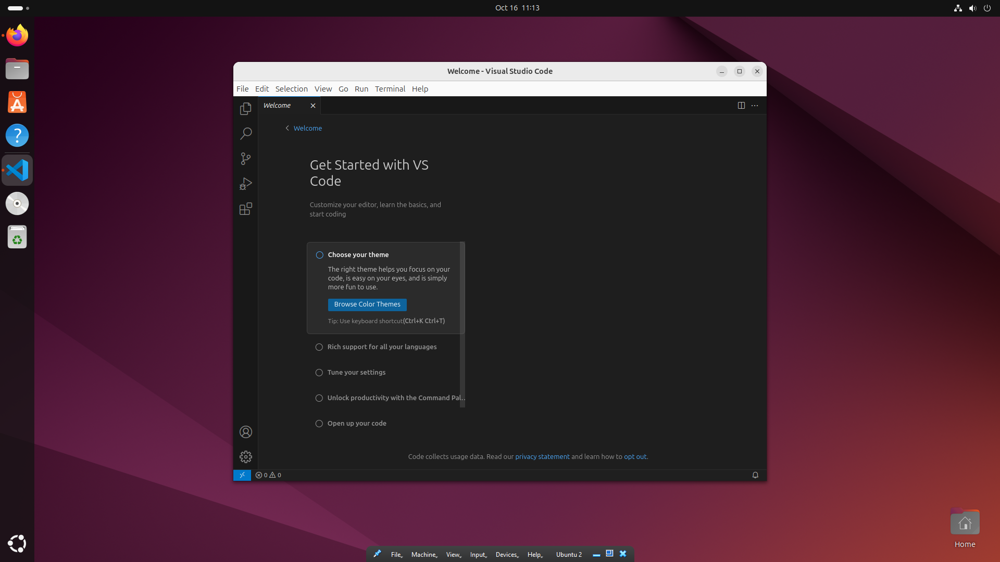 Oct 16 11:13
Welcome - Visual Studio Code
File Edit Selection View Go Run Terminal Help
Welcome
Welcome
Get Started with VS
Code
Customize your editor, learn the basics, and
start coding
Choose your theme
The right theme helps you focus on your
code, is easy on your eyes, and is simply
more fun to use.
Browse Color Themes
Tip: Use keyboard shortcut(Ctrl+K Ctrl+T)
Rich support for all your languages
Tune your settings
Unlock productivity with the Command Pal...
Open up your code
Code collects usage data. Read our privacy statement and learn how to opt out.
0 0
Home
File Machine View Input Devices Help Ubuntu 2